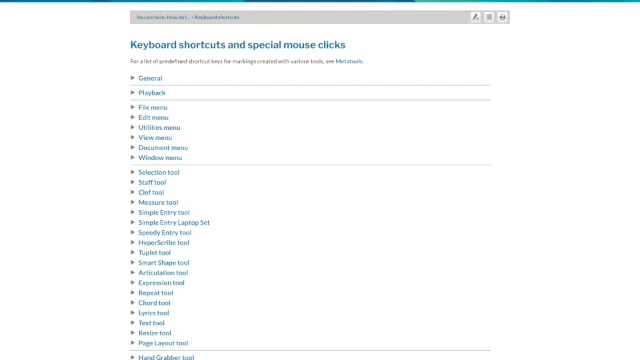 You are here: How do I... > Keyboard shortcuts
Keyboard shortcuts and special mouse clicks
For a list of predefined shortcut keys for markings created with various tools, see Metatools.
General
Playback
File menu
Edit menu
Utilities menu
View menu
Document menu
Window menu
Selection tool
Staff tool
Clef tool
Measure tool
Simple Entry tool
Simple Entry Laptop Set
Speedy Entry tool
HyperScribe tool
Tuplet tool
Smart Shape tool
Articulation tool
Expression tool
Repeat tool
Chord tool
Lyrics tool
Text tool
Resize tool
Page Layout tool
Hand Grabber tool